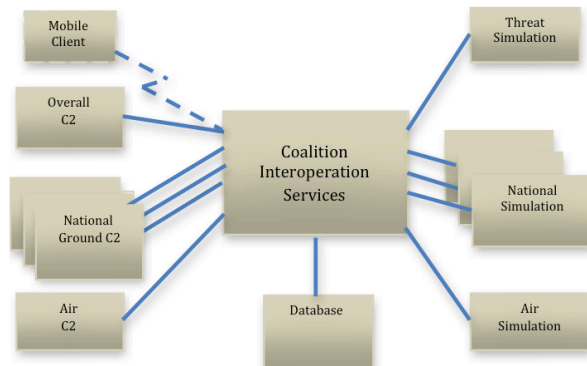 Mobile
Client
Threat
Simulation
Overall
C2
Coalition
Interoperation
Services
National
Ground C2
National
Simulation
Air
C2
Database
Air
Simulation